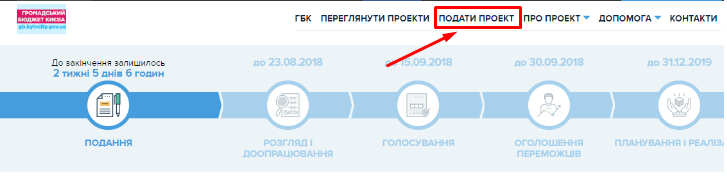 ГРОМАДСЬКИЙ
БЮДЖЕТ КИЄВА
gb.kyivcity.gov.ua
ГБК ПЕРЕГЛЯНУТИ ПРОЕКТИ ПОДАТИ ПРОЕКТ ПРО ПРОЕКТ ДОПОМОГА КОНТАКТИ
До закінчення залишилось
2 тижні 5 днів 6 годин
до 23.08.2018
до 15.09.2018
до 30.09.2018
до 31.12.2019
ПОДАННЯ
РОЗГЛЯД І
ДООПРАЦЮВАННЯ
ГОЛОСУВАННЯ
ОГОЛОШЕННЯ
ПЕРЕМОЖЦІВ
ПЛАНУВАННЯ І РЕАЛІЗА